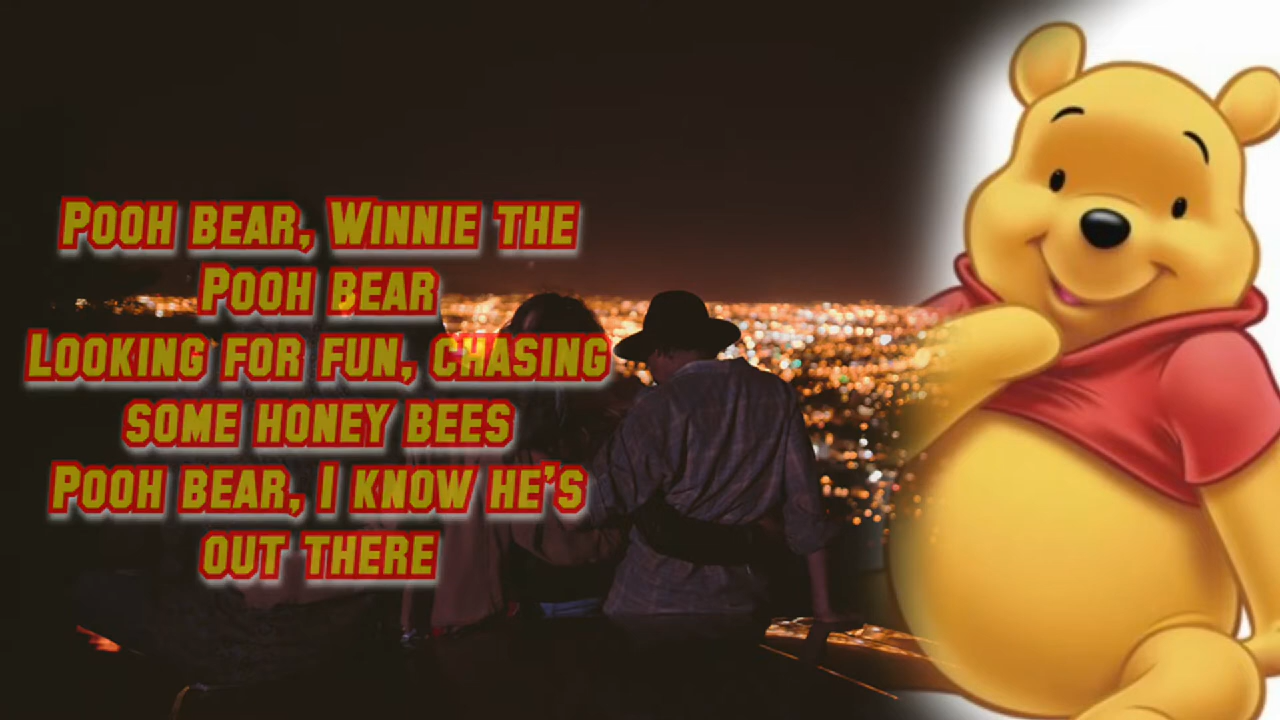 Pooh bear, Winnie the
Pooh bear
Looking for fun, chasing
some honey bees
Pooh bear, I know he's
out there